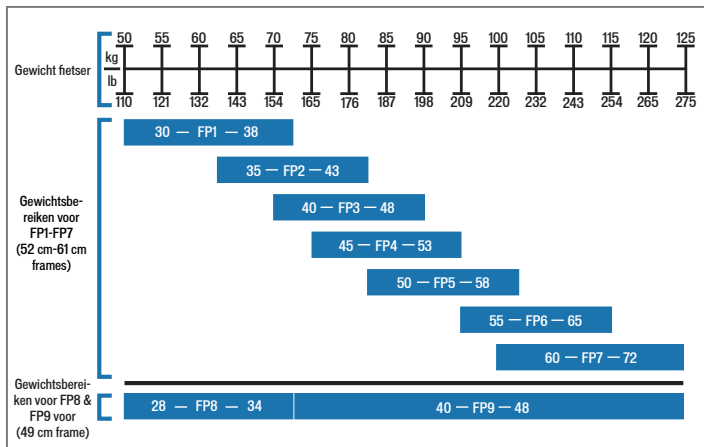 50 55 60 65 70 75 80 85 90 95 100 105 110 115 120 125
kg
Gewicht fietser
lb
110 121 132 143 154 165 176 187 198 209 220 232 243 254 265 275
30 — FP1 — 38
35 — FP2 — 43
40 — FP3 — 48
Gewichtsbe-
reiken voor
FP1-FP7
(52 cm-61 cm
frames)
45 — FP4 — 53
50 — FP5 — 58
55 — FP6 — 65
60 — FP7 — 72
Gewichtsberei-
ken voor FP8 &
FP9 voor
(49 cm frame)
28 — FP8 — 34
40 — FP9 — 48